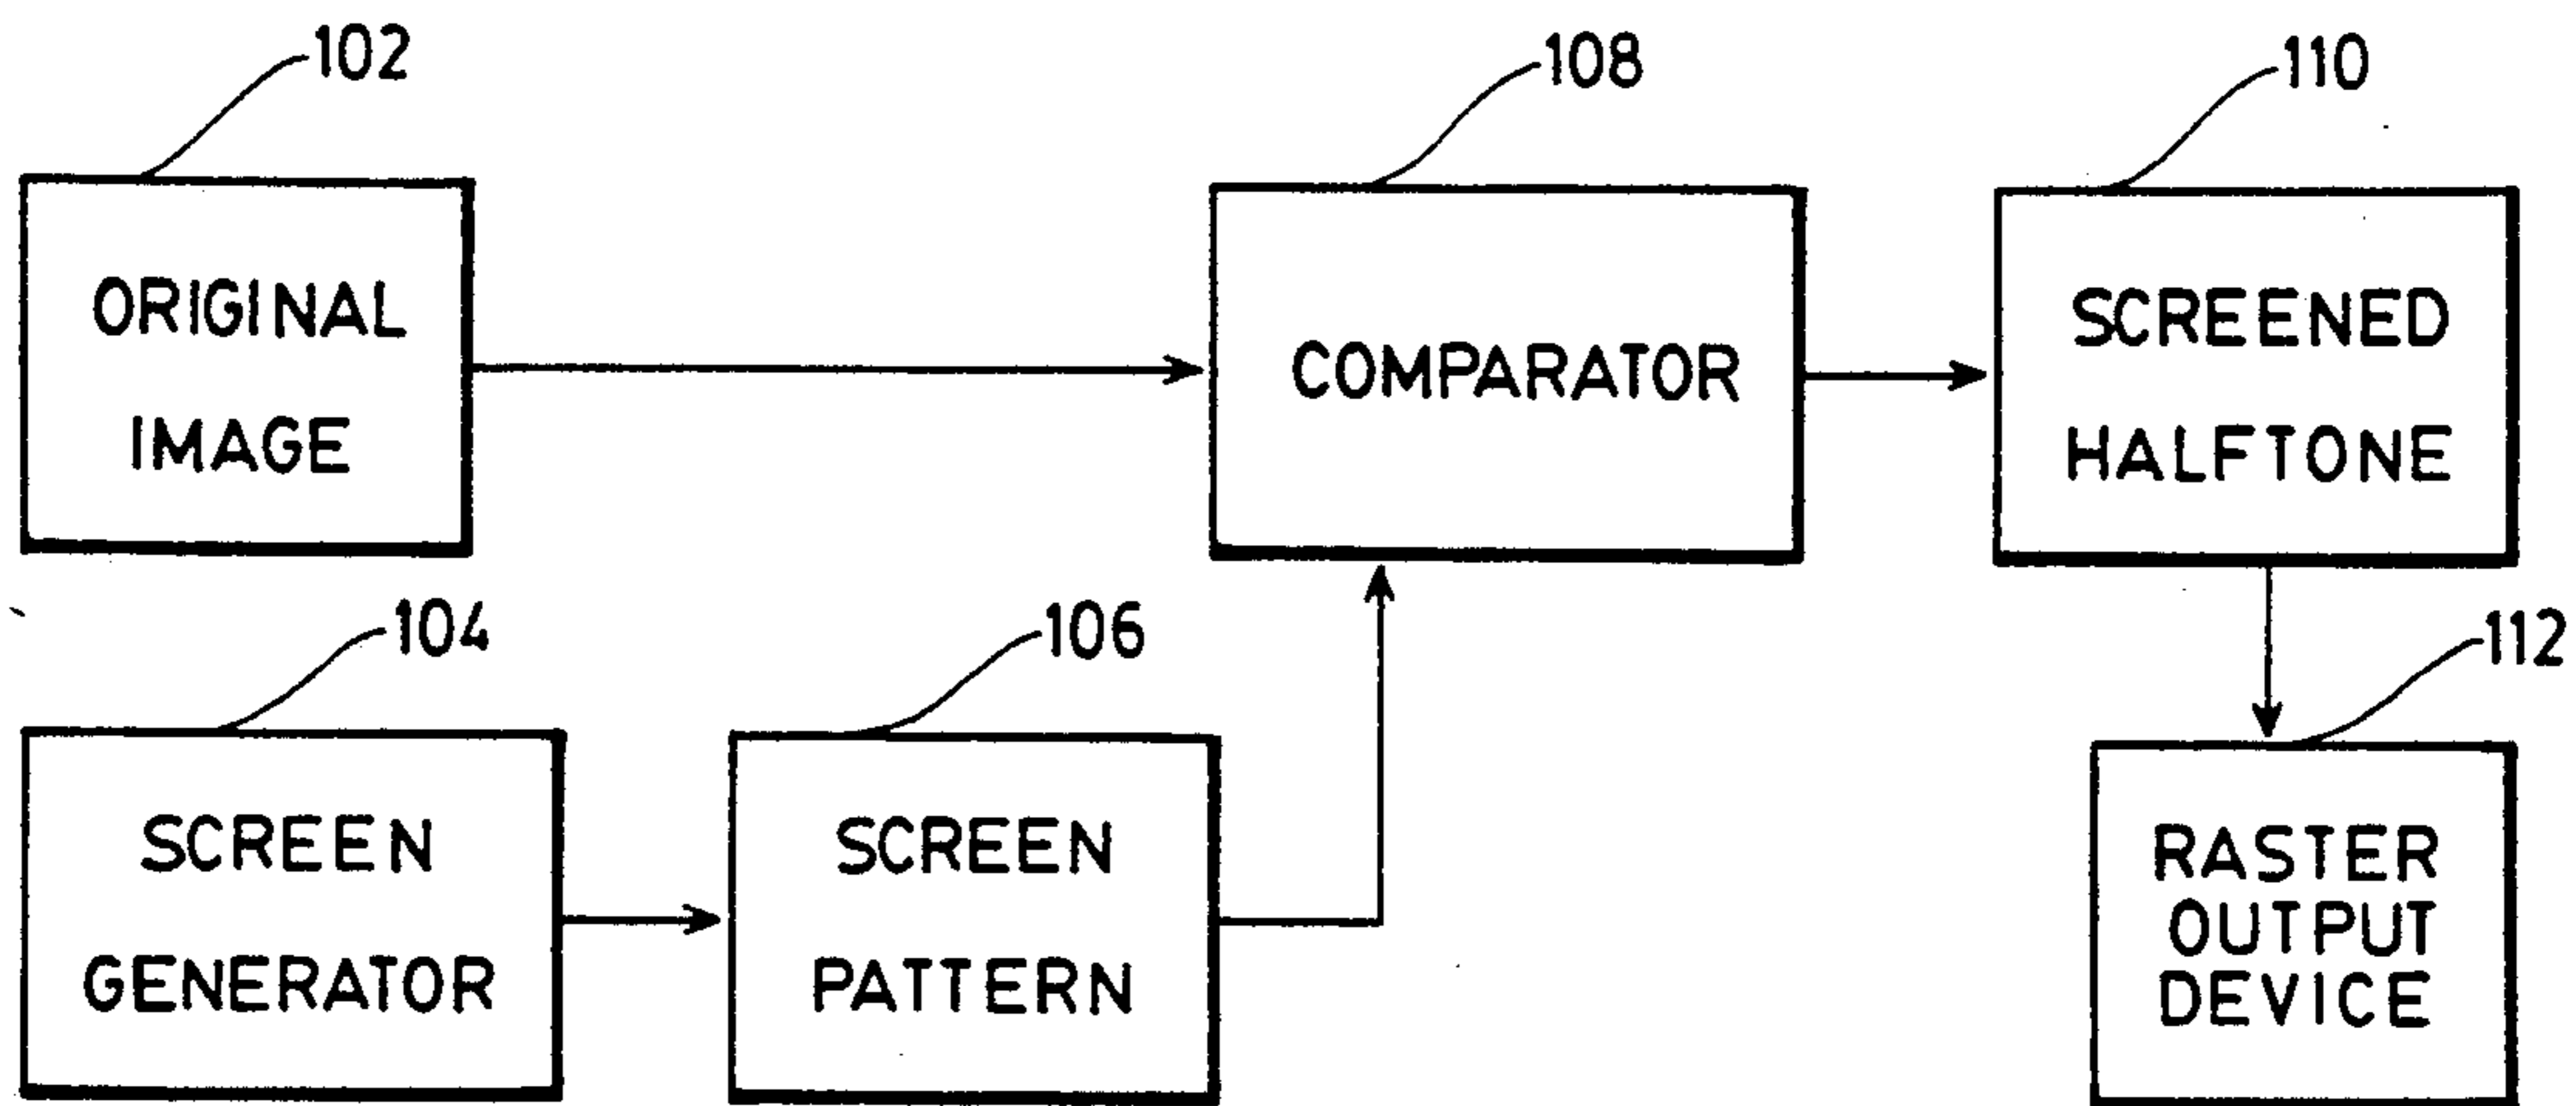 102
108
110
ORIGINAL
IMAGE
COMPARATOR
SCREENED
HALFTONE
104
106
112
SCREEN
GENERATOR
SCREEN
PATTERN
RASTER
OUTPUT
DEVICE